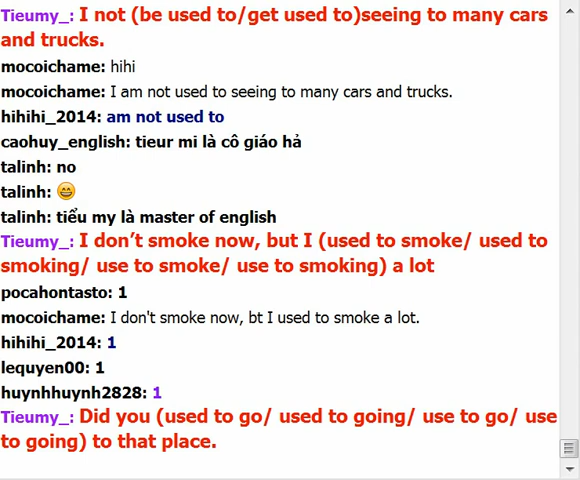 Tieumy_: I not (be used to/get used to)seeing to many cars
and trucks.
mocoichame: hihi
mocoichame: I am not used to seeing to many cars and trucks.
hihihi_2014: am not used to
caohuy_english: tieur mi là cô giáo hả
talinh: no
talinh: 😄
talinh: tiểu my là master of english
Tieumy_: I don’t smoke now, but I (used to smoke/ used to
smoking/ use to smoke/ use to smoking) a lot
pocahontasto: 1
mocoichame: I don't smoke now, bt I used to smoke a lot.
hihihi_2014: 1
lequyen00: 1
huynhhuynh2828: 1
Tieumy_: Did you (used to go/ used to going/ use to go/ use
to going) to that place.